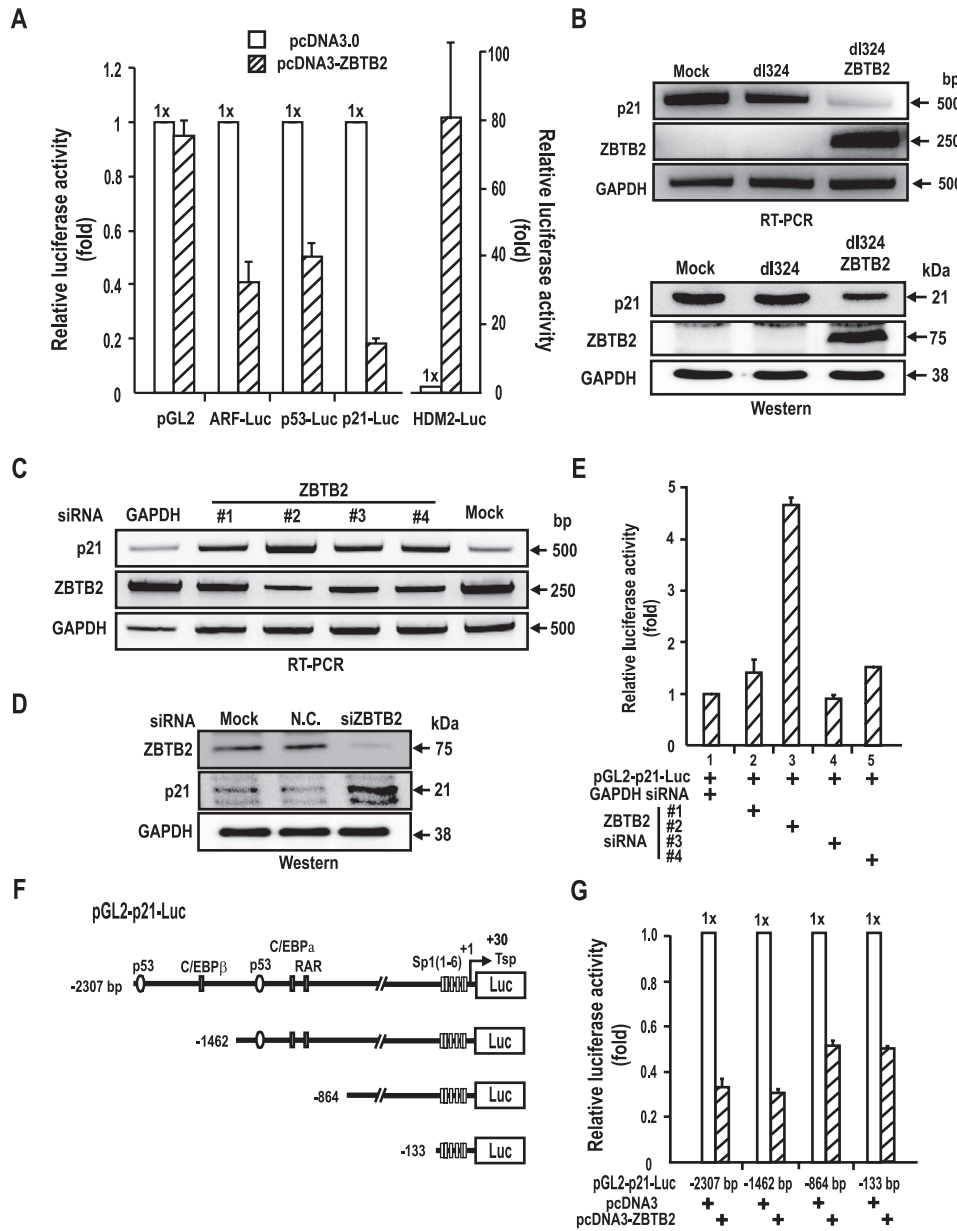 A
pcDNA3.0
pcDNA3-ZBTB2
Relative luciferase activity
(fold)
1.2
1
0.8
0.6
0.4
0.2
0
1x 1x 1x 1x 1x
100
80
60
40
20
0
Relative luciferase activity
(fold)
pGL2 ARF-Luc p53-Luc p21-Luc HDM2-Luc
B
Mock dl324 dl324 ZBTB2 bp
p21 500
ZBTB2 250
GAPDH 500
RT-PCR
Mock dl324 dl324 ZBTB2 kDa
p21 21
ZBTB2 75
GAPDH 38
Western
C
ZBTB2
siRNA GAPDH #1 #2 #3 #4 Mock bp
p21 500
ZBTB2 250
GAPDH 500
RT-PCR
D
siRNA Mock N.C. siZBTB2 kDa
ZBTB2 75
p21 21
GAPDH 38
Western
E
Relative luciferase activity
(fold)
5
4
3
2
1
0
1 2 3 4 5
pGL2-p21-Luc + + + + +
GAPDH siRNA +
ZBTB2 siRNA
#1 +
#2 +
#3 +
#4 +
F
pGL2-p21-Luc
p53 C/EBPβ p53 C/EBPa RAR Sp1(1-6) +1 +30 Tsp
-2307 bp Luc
-1462 Luc
-864 Luc
-133 Luc
G
Relative luciferase activity
(fold)
1.0
0.8
0.6
0.4
0.2
0
1x 1x 1x 1x
pGL2-p21-Luc -2307 bp -1462 bp -864 bp -133 bp
pcDNA3 + + + +
pcDNA3-ZBTB2 + + + +